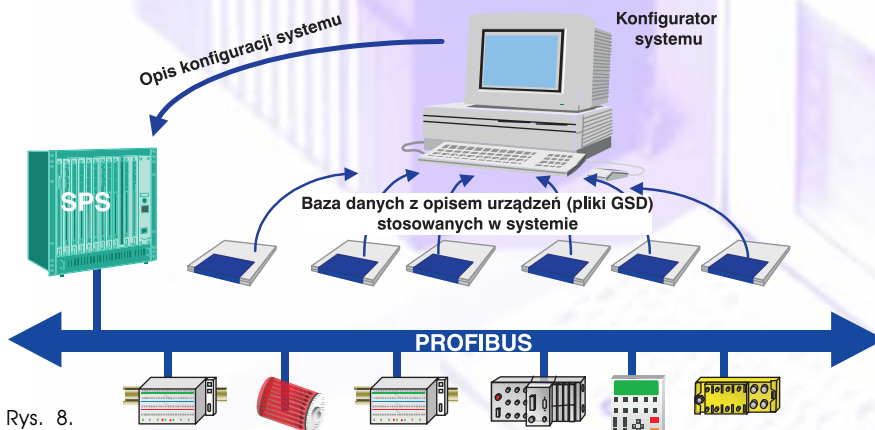 Konfigurator
systemu
Opis konfiguracji systemu
SPS
Baza danych z opisem urządzeń (pliki GSD)
stosowanych w systemie
PROFIBUS
Rys. 8.